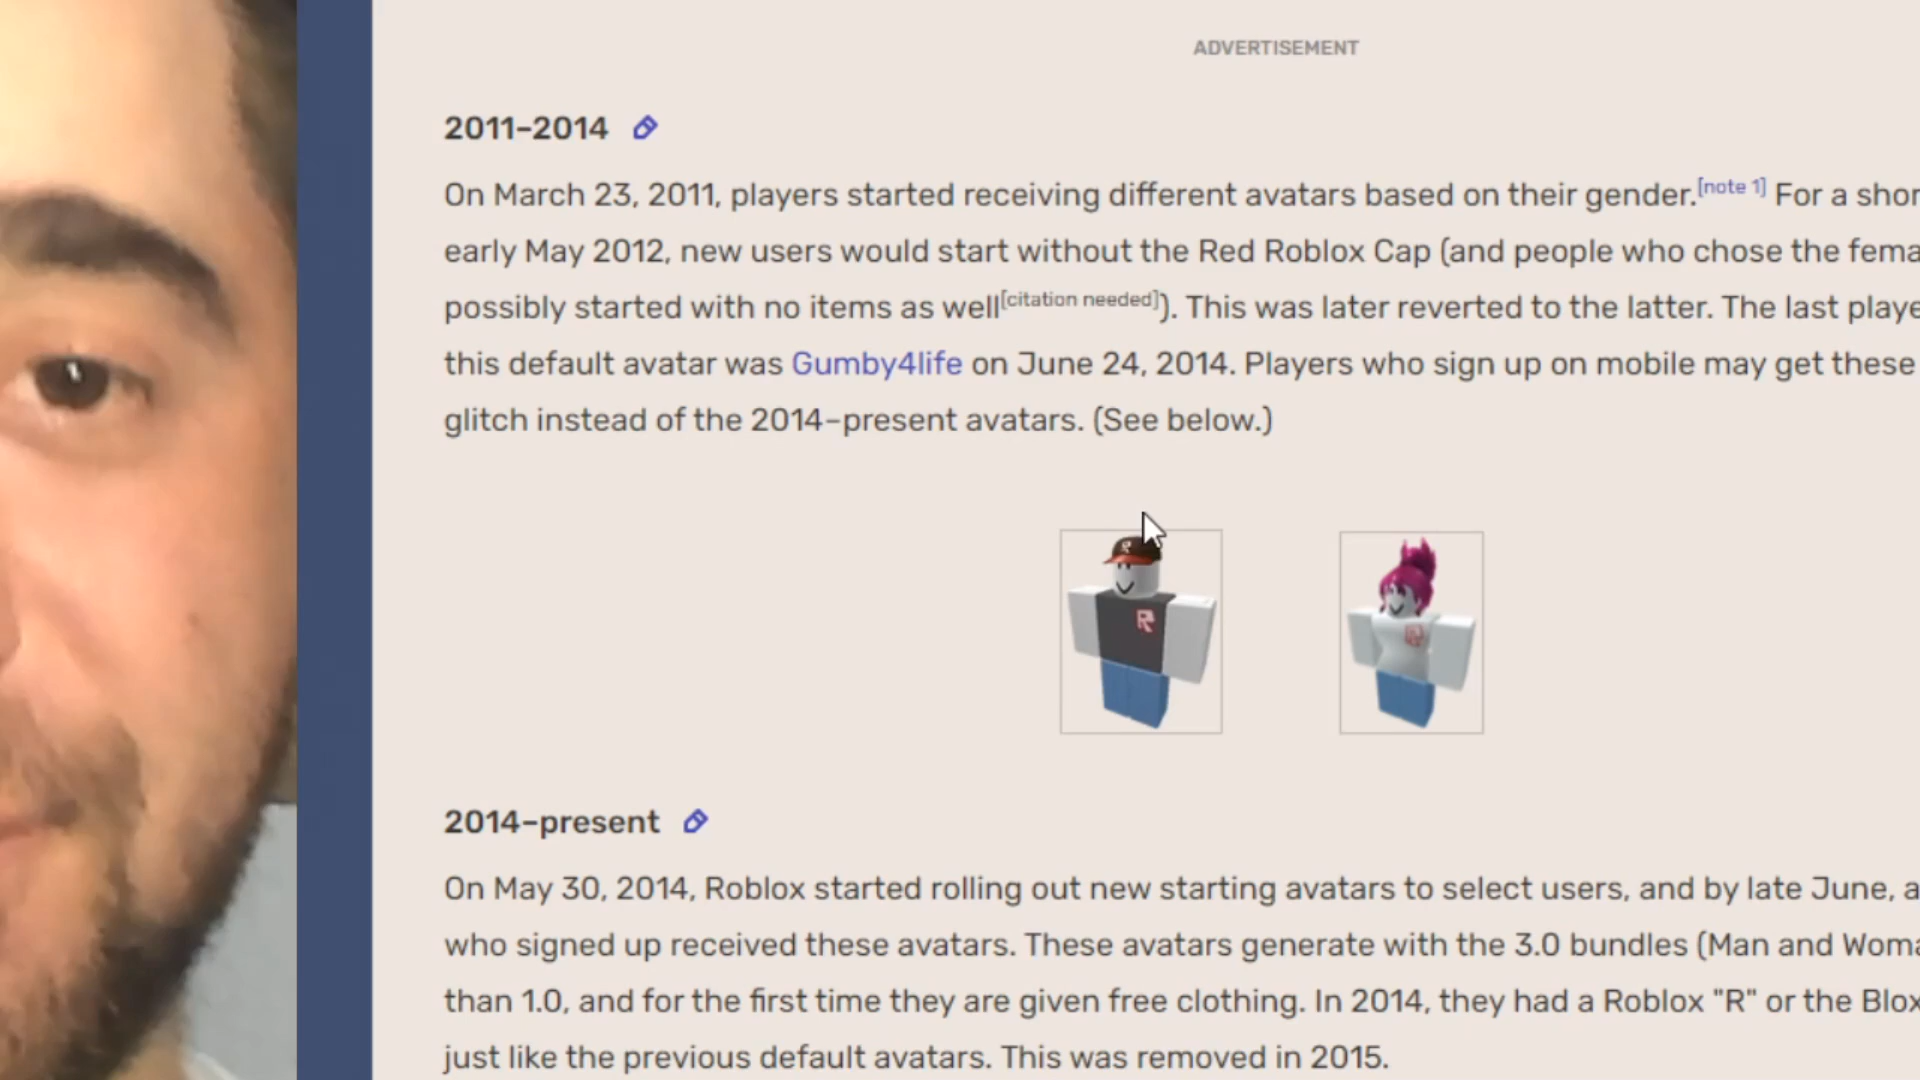 ADVERTISEMENT
2011–2014
On March 23, 2011, players started receiving different avatars based on their gender.[note 1] For a shor
early May 2012, new users would start without the Red Roblox Cap (and people who chose the fema
possibly started with no items as well[citation needed]). This was later reverted to the latter. The last playe
this default avatar was Gumby4life on June 24, 2014. Players who sign up on mobile may get these
glitch instead of the 2014–present avatars. (See below.)
R
R
R
2014–present
On May 30, 2014, Roblox started rolling out new starting avatars to select users, and by late June, a
who signed up received these avatars. These avatars generate with the 3.0 bundles (Man and Woma
than 1.0, and for the first time they are given free clothing. In 2014, they had a Roblox "R" or the Blox
just like the previous default avatars. This was removed in 2015.